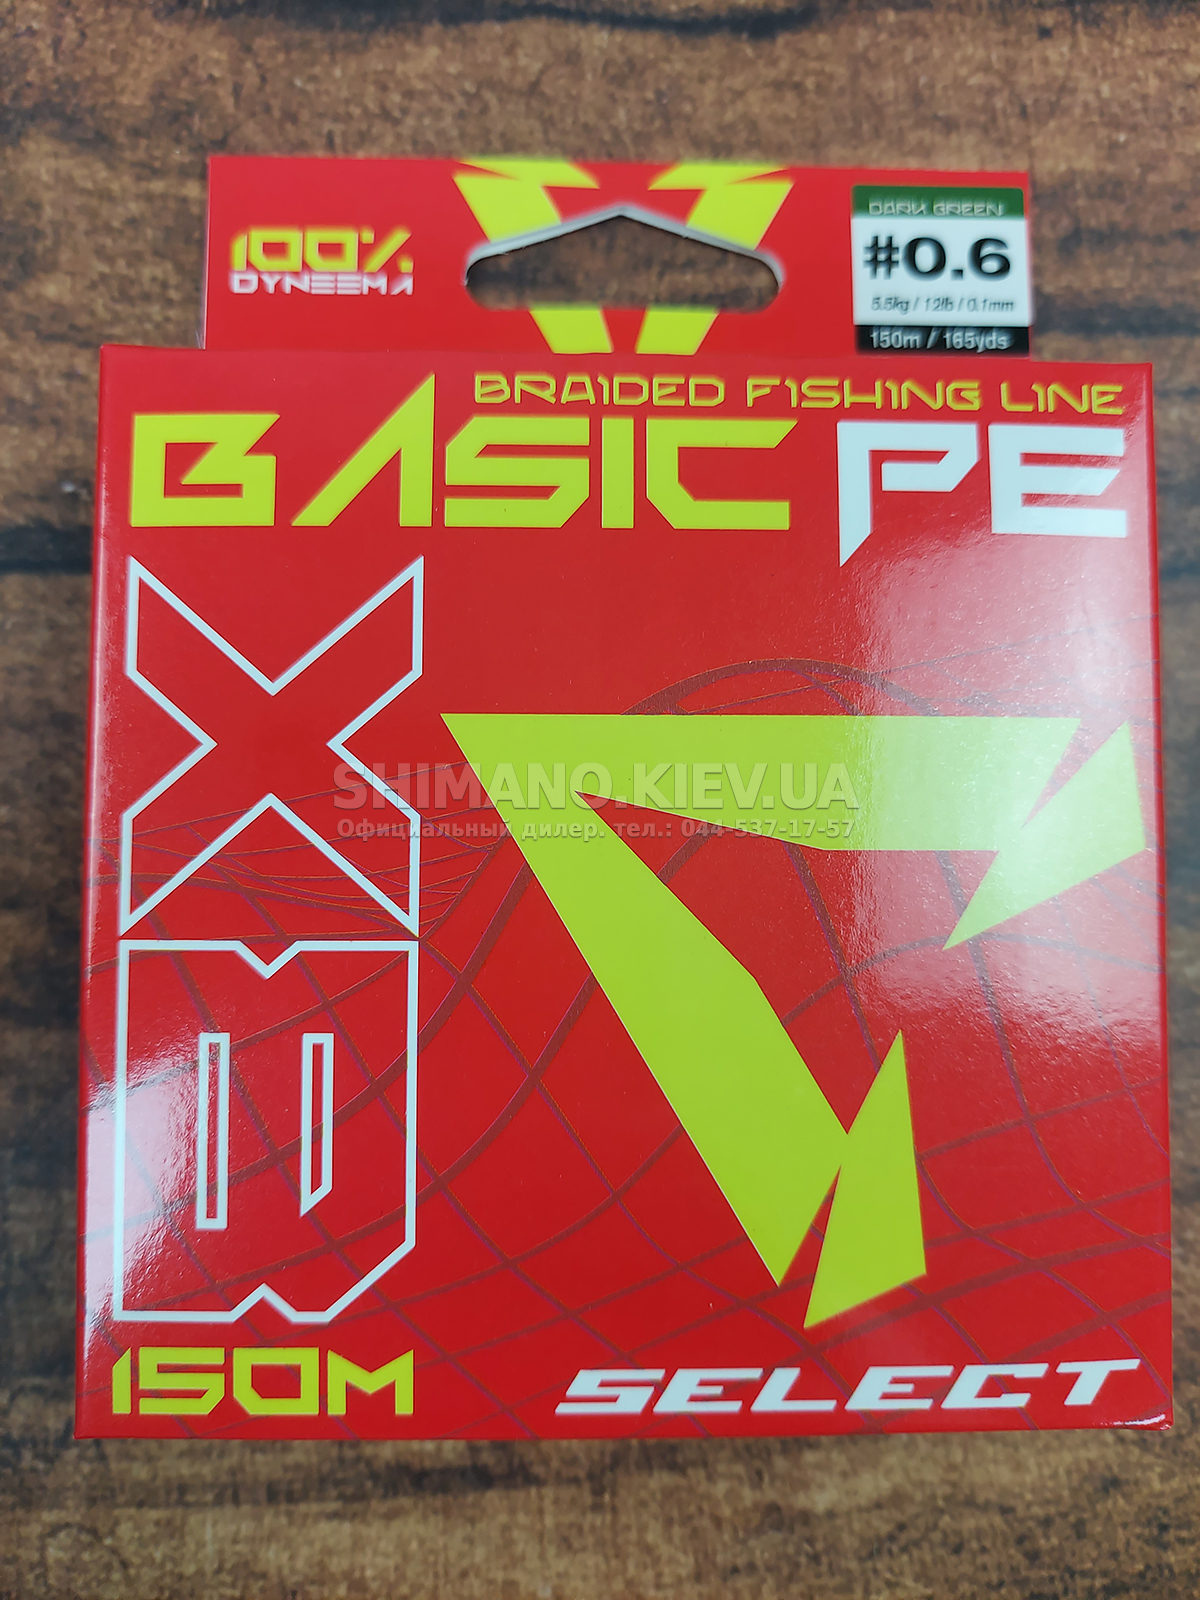 100%
DYNEEMA
DARK GREEN
#0.6
5.5kg / 12lb / 0.1mm
150m / 165yds
BRAIDED FISHING LINE
BASIC PE
8X
SHIMANO.KIEV.UA
Официальный дилер. тел.: 044-537-17-57
150M
SELECT